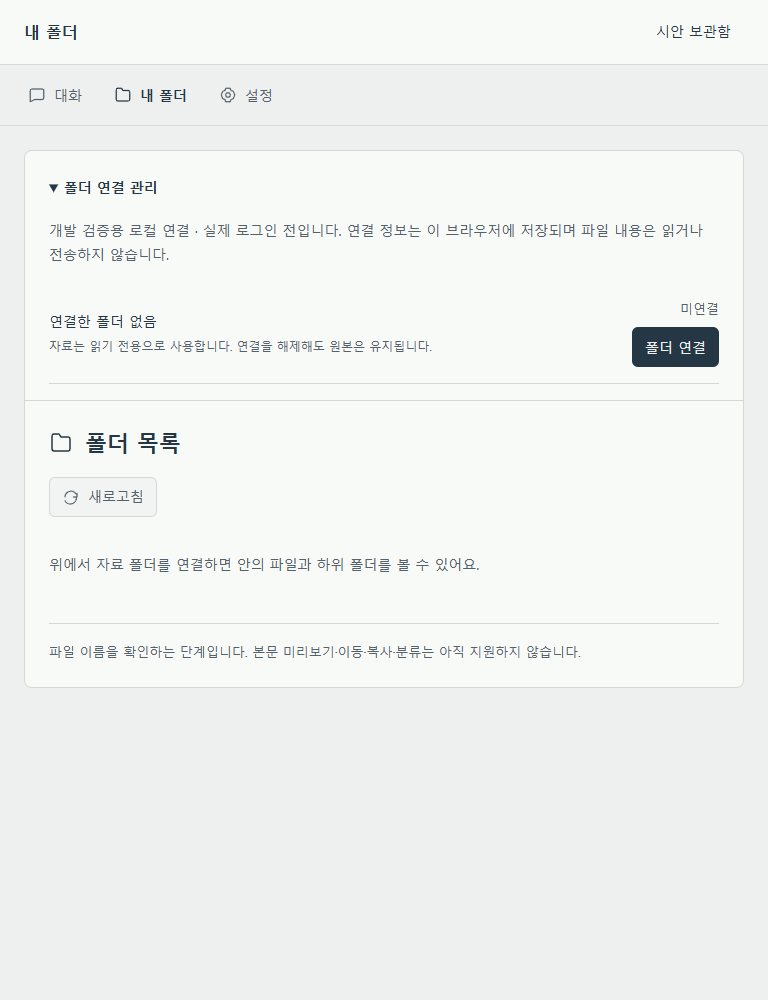 내 폴더
시안 보관함
대화
내 폴더
설정
▼ 폴더 연결 관리
개발 검증용 로컬 연결 · 실제 로그인 전입니다. 연결 정보는 이 브라우저에 저장되며 파일 내용은 읽거나
전송하지 않습니다.
미연결
연결한 폴더 없음
자료는 읽기 전용으로 사용합니다. 연결을 해제해도 원본은 유지됩니다.
폴더 연결
폴더 목록
새로고침
위에서 자료 폴더를 연결하면 안의 파일과 하위 폴더를 볼 수 있어요.
파일 이름을 확인하는 단계입니다. 본문 미리보기·이동·복사·분류는 아직 지원하지 않습니다.